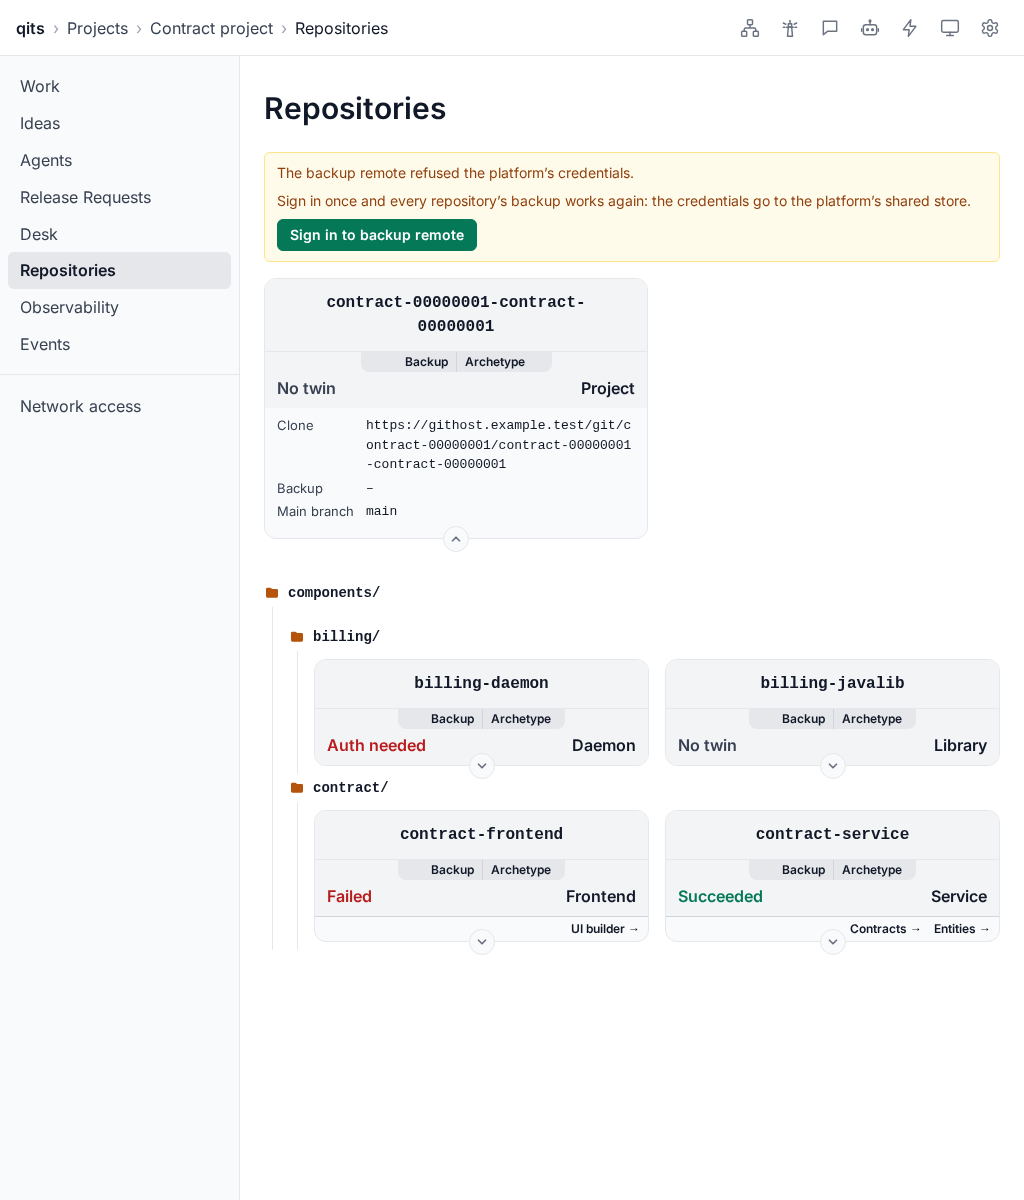 qits › Projects › Contract project › Repositories
Work
Ideas
Agents
Release Requests
Desk
Repositories
Observability
Events
Network access
Repositories
The backup remote refused the platform’s credentials.
Sign in once and every repository’s backup works again: the credentials go to the platform’s shared store.
Sign in to backup remote
contract-00000001-contract-
00000001
Backup Archetype
No twin Project
Clone https://githost.example.test/git/c
ontract-00000001/contract-00000001
-contract-00000001
Backup –
Main branch main
components/
billing/
billing-daemon
Backup Archetype
Auth needed Daemon
billing-javalib
Backup Archetype
No twin Library
contract/
contract-frontend
Backup Archetype
Failed Frontend
UI builder →
contract-service
Backup Archetype
Succeeded Service
Contracts → Entities →